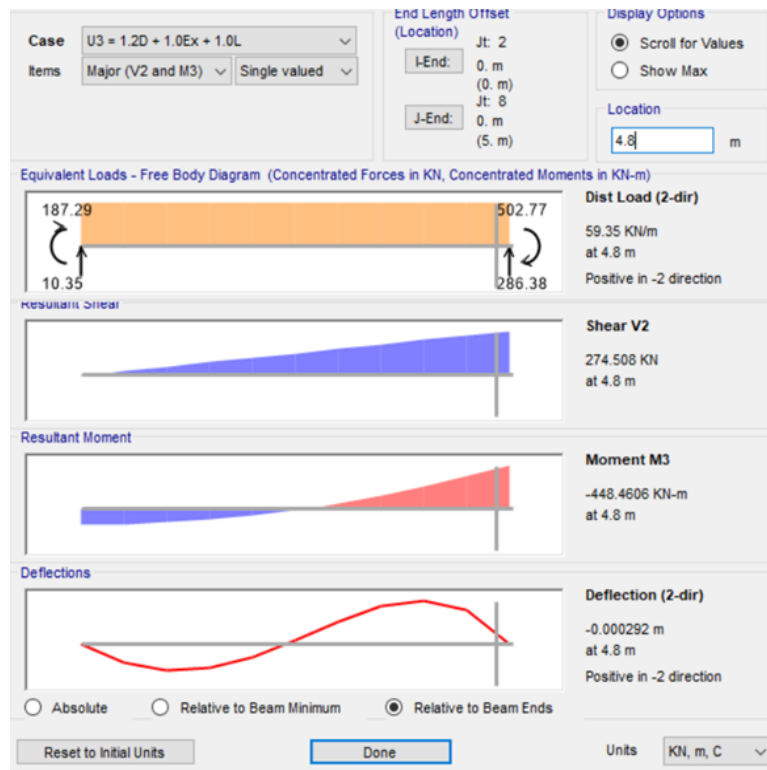 End Length Offset
(Location)
Display Options
Case
U3 = 1.2D + 1.0Ex + 1.0L
Items
Major (V2 and M3)
Single valued
Jt: 2
I-End:
0. m
(0. m)
Jt: 8
J-End:
0. m
(5. m)
Scroll for Values
Show Max
Location
4.8
m
Equivalent Loads - Free Body Diagram (Concentrated Forces in KN, Concentrated Moments in KN-m)
187.29
502.77
10.35
286.38
Dist Load (2-dir)
59.35 KN/m
at 4.8 m
Positive in -2 direction
Resultant Shear
Shear V2
274.508 KN
at 4.8 m
Resultant Moment
Moment M3
-448.4606 KN-m
at 4.8 m
Deflections
Deflection (2-dir)
-0.000292 m
at 4.8 m
Positive in -2 direction
Absolute
Relative to Beam Minimum
Relative to Beam Ends
Reset to Initial Units
Done
Units
KN, m, C